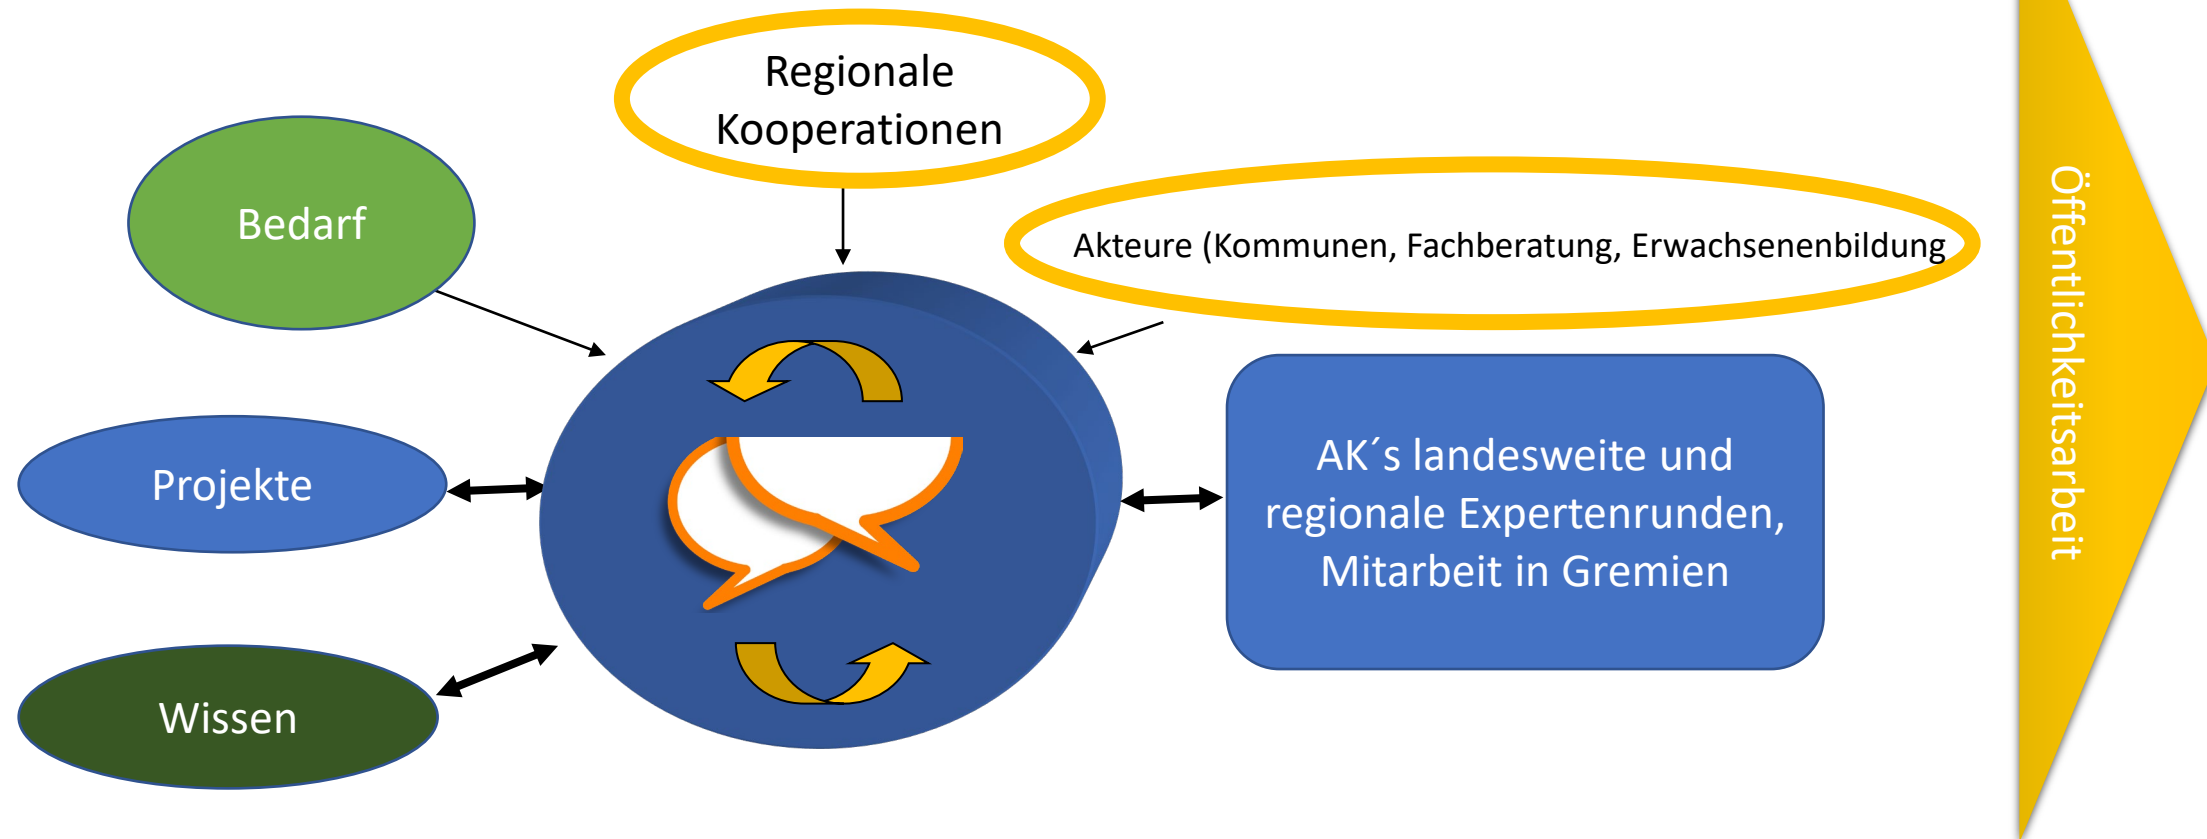 Regionale
Kooperationen
Bedarf
Akteure (Kommunen, Fachberatung, Erwachsenenbildung
Projekte
AK´s landesweite und
regionale Expertenrunden,
Mitarbeit in Gremien
Wissen
Öffentlichkeitsarbeit